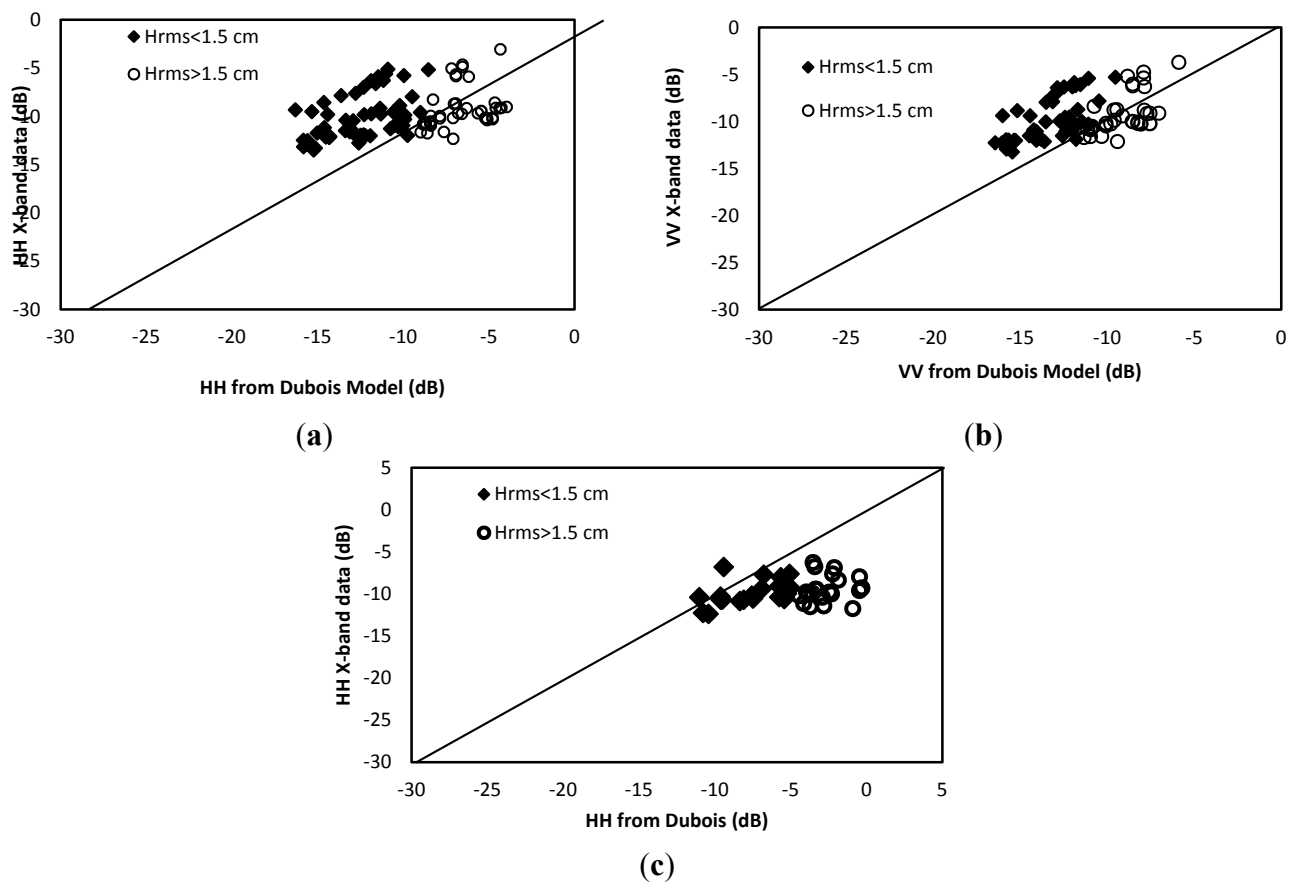 0
-5
-10
-15
-20
-25
-30
HH X-band data (dB)
Hrms<1.5 cm
Hrms>1.5 cm
-30 -25 -20 -15 -10 -5 0
HH from Dubois Model (dB)
(a)
0
-5
-10
-15
-20
-25
-30
VV X-band data (dB)
Hrms<1.5 cm
Hrms>1.5 cm
-30 -25 -20 -15 -10 -5 0
VV from Dubois Model (dB)
(b)
5
0
-5
-10
-15
-20
-25
-30
HH X-band data (dB)
Hrms<1.5 cm
Hrms>1.5 cm
-30 -25 -20 -15 -10 -5 0 5
HH from Dubois (dB)
(c)